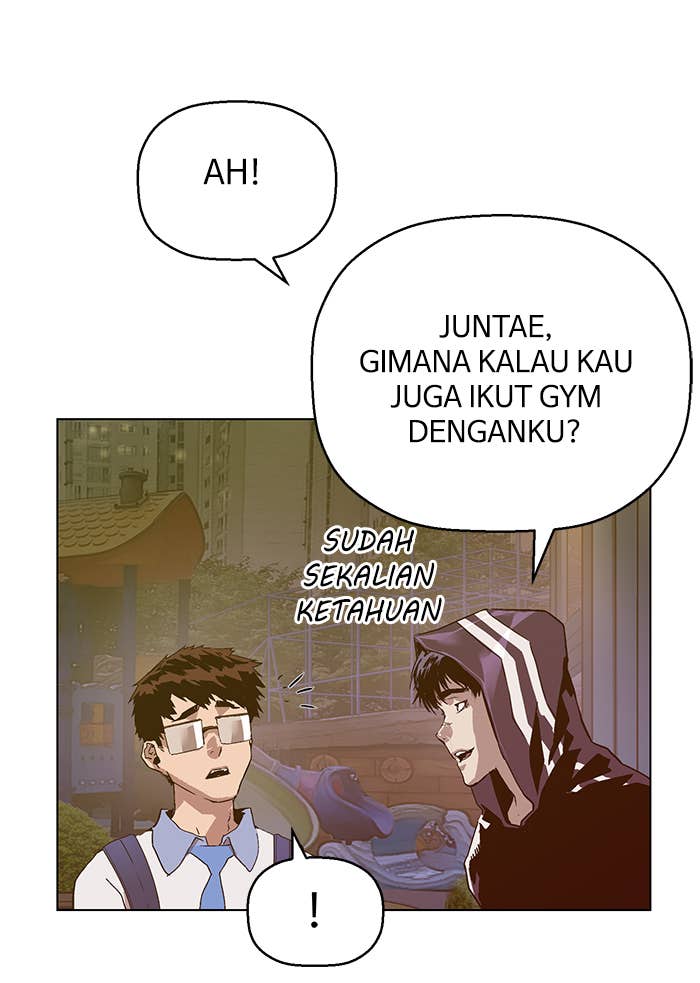 AH!
JUNTAE,
GIMANA KALAU KAU
JUGA IKUT GYM
DENGANKU?
SUDAH
SEKALIAN
KETAHUAN
!